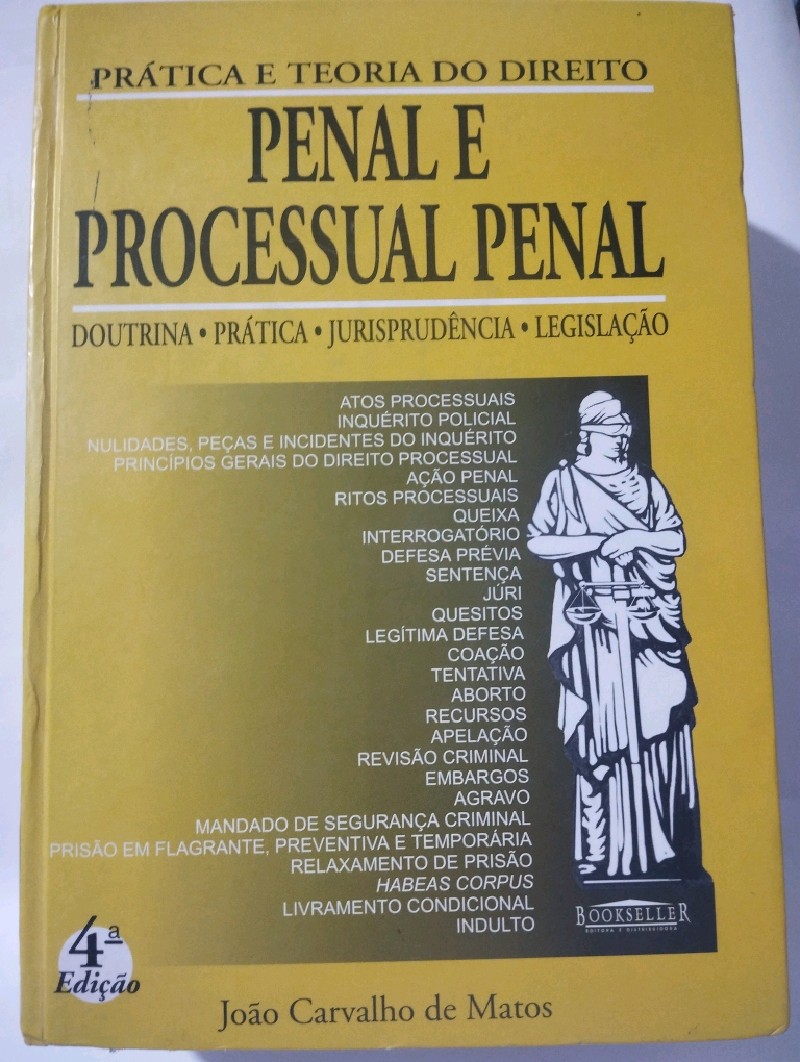 PRÁTICA E TEORIA DO DIREITO
PENAL E
PROCESSUAL PENAL
DOUTRINA • PRÁTICA • JURISPRUDÊNCIA • LEGISLAÇÃO
ATOS PROCESSUAIS
INQUÉRITO POLICIAL
NULIDADES, PEÇAS E INCIDENTES DO INQUÉRITO
PRINCÍPIOS GERAIS DO DIREITO PROCESSUAL
AÇÃO PENAL
RITOS PROCESSUAIS
QUEIXA
INTERROGATÓRIO
DEFESA PRÉVIA
SENTENÇA
JÚRI
QUESITOS
LEGÍTIMA DEFESA
COAÇÃO
TENTATIVA
ABORTO
RECURSOS
APELAÇÃO
REVISÃO CRIMINAL
EMBARGOS
AGRAVO
MANDADO DE SEGURANÇA CRIMINAL
PRISÃO EM FLAGRANTE, PREVENTIVA E TEMPORÁRIA
RELAXAMENTO DE PRISÃO
HABEAS CORPUS
LIVRAMENTO CONDICIONAL
INDULTO
BOOKSELLER
EDITORA E DISTRIBUIDORA
4ª
Edição
João Carvalho de Matos